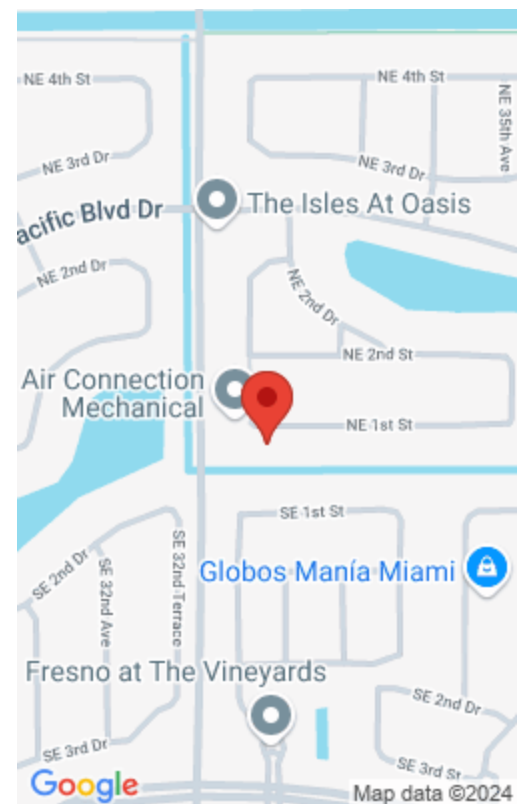 NE 4th St
NE 4th St
NE 35th Ave
NE 3rd Dr
NE 3rd Dr
The Isles At Oasis
acific Blvd Dr
NE 2nd Dr
NE 2nd Dr
NE 2nd St
Air Connection
Mechanical
NE 1st St
SE 1st St
SE 2nd Dr
SE 32nd Ave
SE 32nd Terrace
Globos Manía Miami
Fresno at The Vineyards
SE 2nd Dr
SE 3rd Dr
SE 3rd St
Google
Map data ©2024